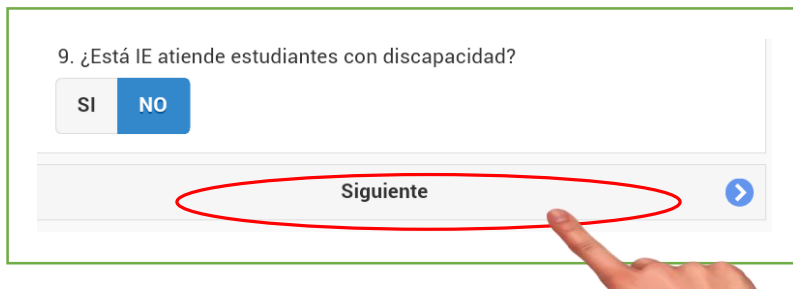 9. ¿Está IE atiende estudiantes con discapacidad?
SI NO
Siguiente